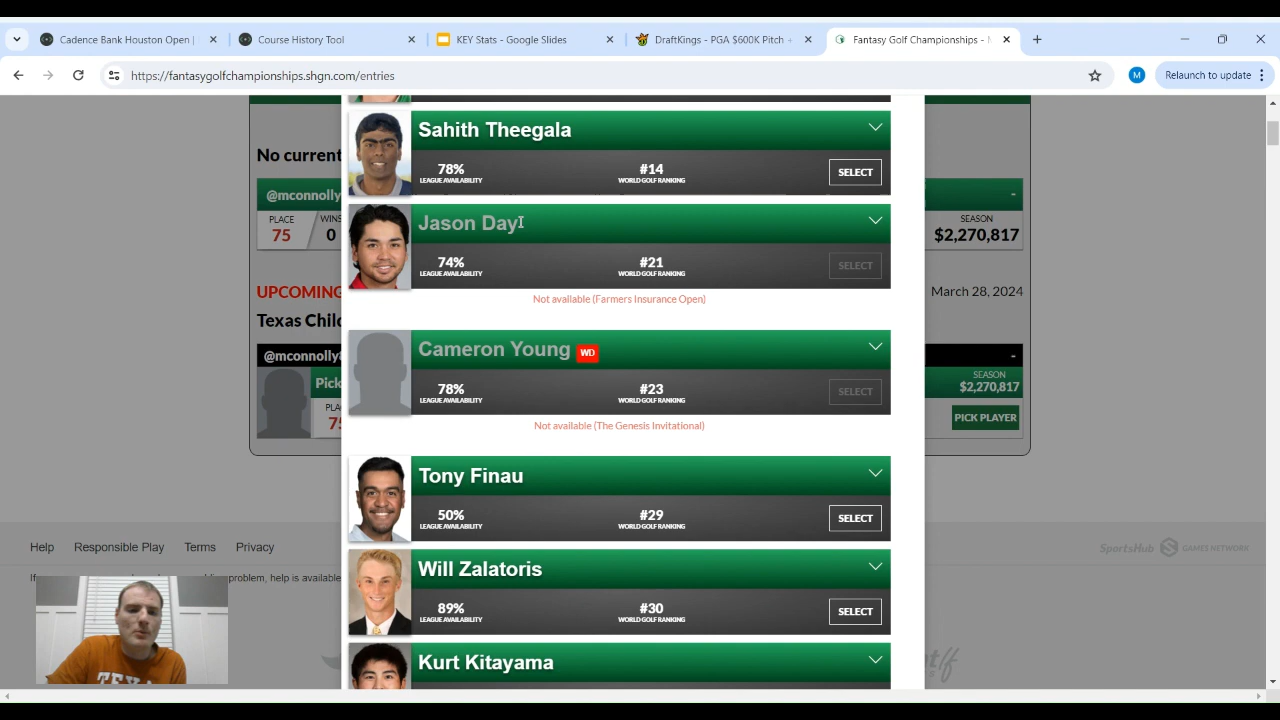 Cadence Bank Houston Open |
Course History Tool
KEY Stats - Google Slides
DraftKings - PGA $600K Pitch +
Fantasy Golf Championships -
https://fantasygolfchampionships.shgn.com/entries
M
Relaunch to update
Sahith Theegala
78%
LEAGUE AVAILABILITY
#14
WORLD GOLF RANKING
SELECT
No current
@mconnolly
-
PLACE
75
WINS
0
SEASON
$2,270,817
Jason Day
74%
LEAGUE AVAILABILITY
#21
WORLD GOLF RANKING
SELECT
Not available (Farmers Insurance Open)
UPCOMING
March 28, 2024
Texas Chil
Cameron Young WD
78%
LEAGUE AVAILABILITY
#23
WORLD GOLF RANKING
SELECT
Not available (The Genesis Invitational)
@mconnolly
-
Pick
SEASON
$2,270,817
PICK PLAYER
Tony Finau
50%
LEAGUE AVAILABILITY
#29
WORLD GOLF RANKING
SELECT
Help Responsible Play Terms Privacy
SportsHub S GAMES NETWORK
problem, help is available
Will Zalatoris
89%
LEAGUE AVAILABILITY
#30
WORLD GOLF RANKING
SELECT
Kurt Kitayama